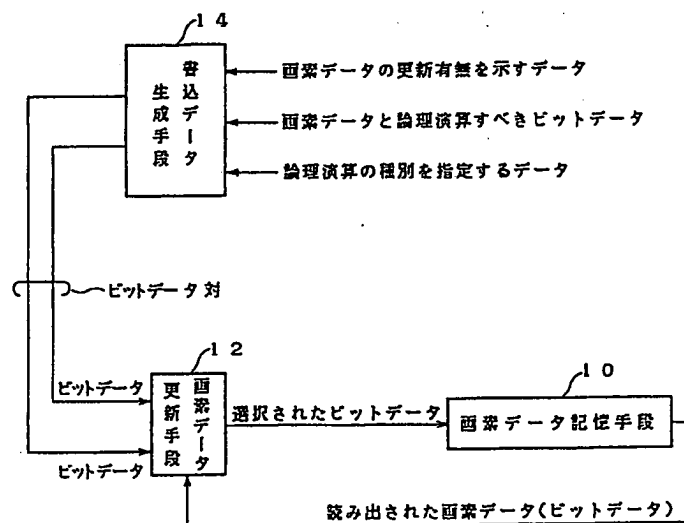 14
書込データ生成手段
画素データの更新有無を示すデータ
画素データと論理演算すべきビットデータ
論理演算の種別を指定するデータ
ビットデータ対
12
ビットデータ
ビットデータ
画素データ更新手段
選択されたビットデータ
10
画素データ記憶手段
読み出された画素データ(ビットデータ)